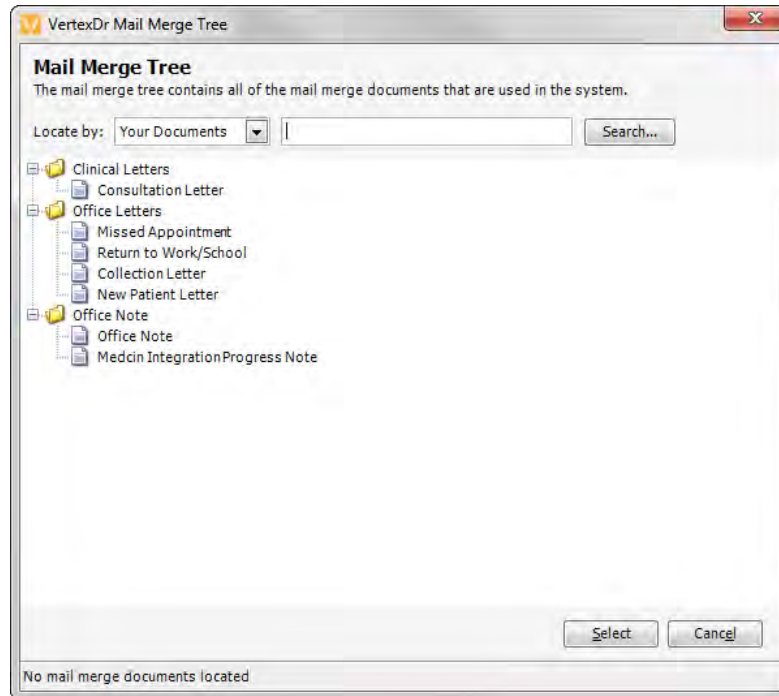 VertexDr Mail Merge Tree
Mail Merge Tree
The mail merge tree contains all of the mail merge documents that are used in the system.
Locate by: Your Documents Search...
Clinical Letters
Consultation Letter
Office Letters
Missed Appointment
Return to Work/School
Collection Letter
New Patient Letter
Office Note
Office Note
Medcin Integration Progress Note
Select Cancel
No mail merge documents located